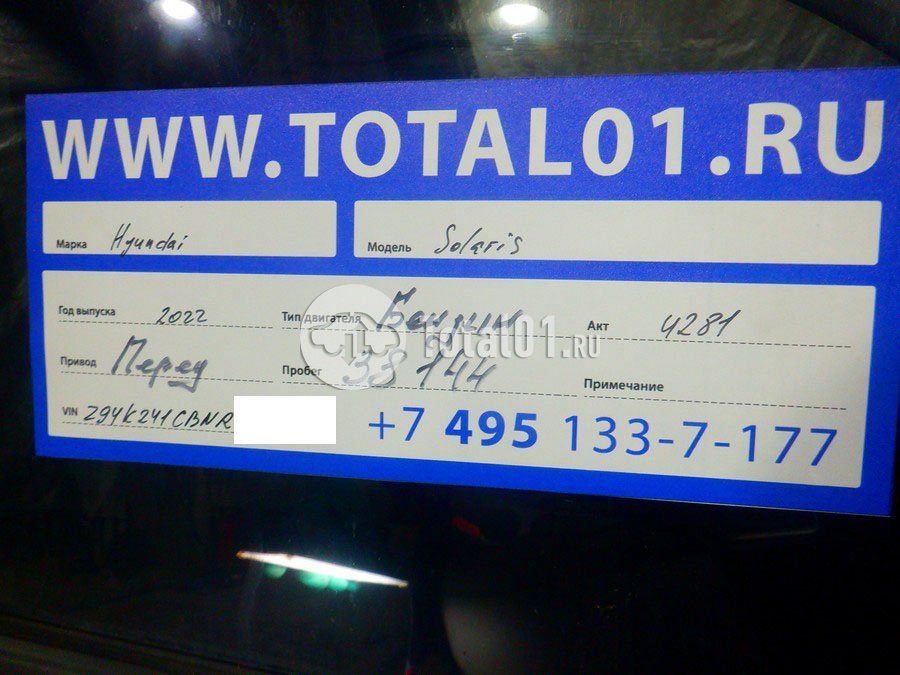 WWW.TOTAL01.RU
Марка Hyundai Модель Solaris
Год выпуска 2022 Тип двигателя Бензин Акт 4281
Total01.RU
Привод Перед Пробег 38 144 Примечание
VIN Z94K241CBNR +7 495 133-7-177